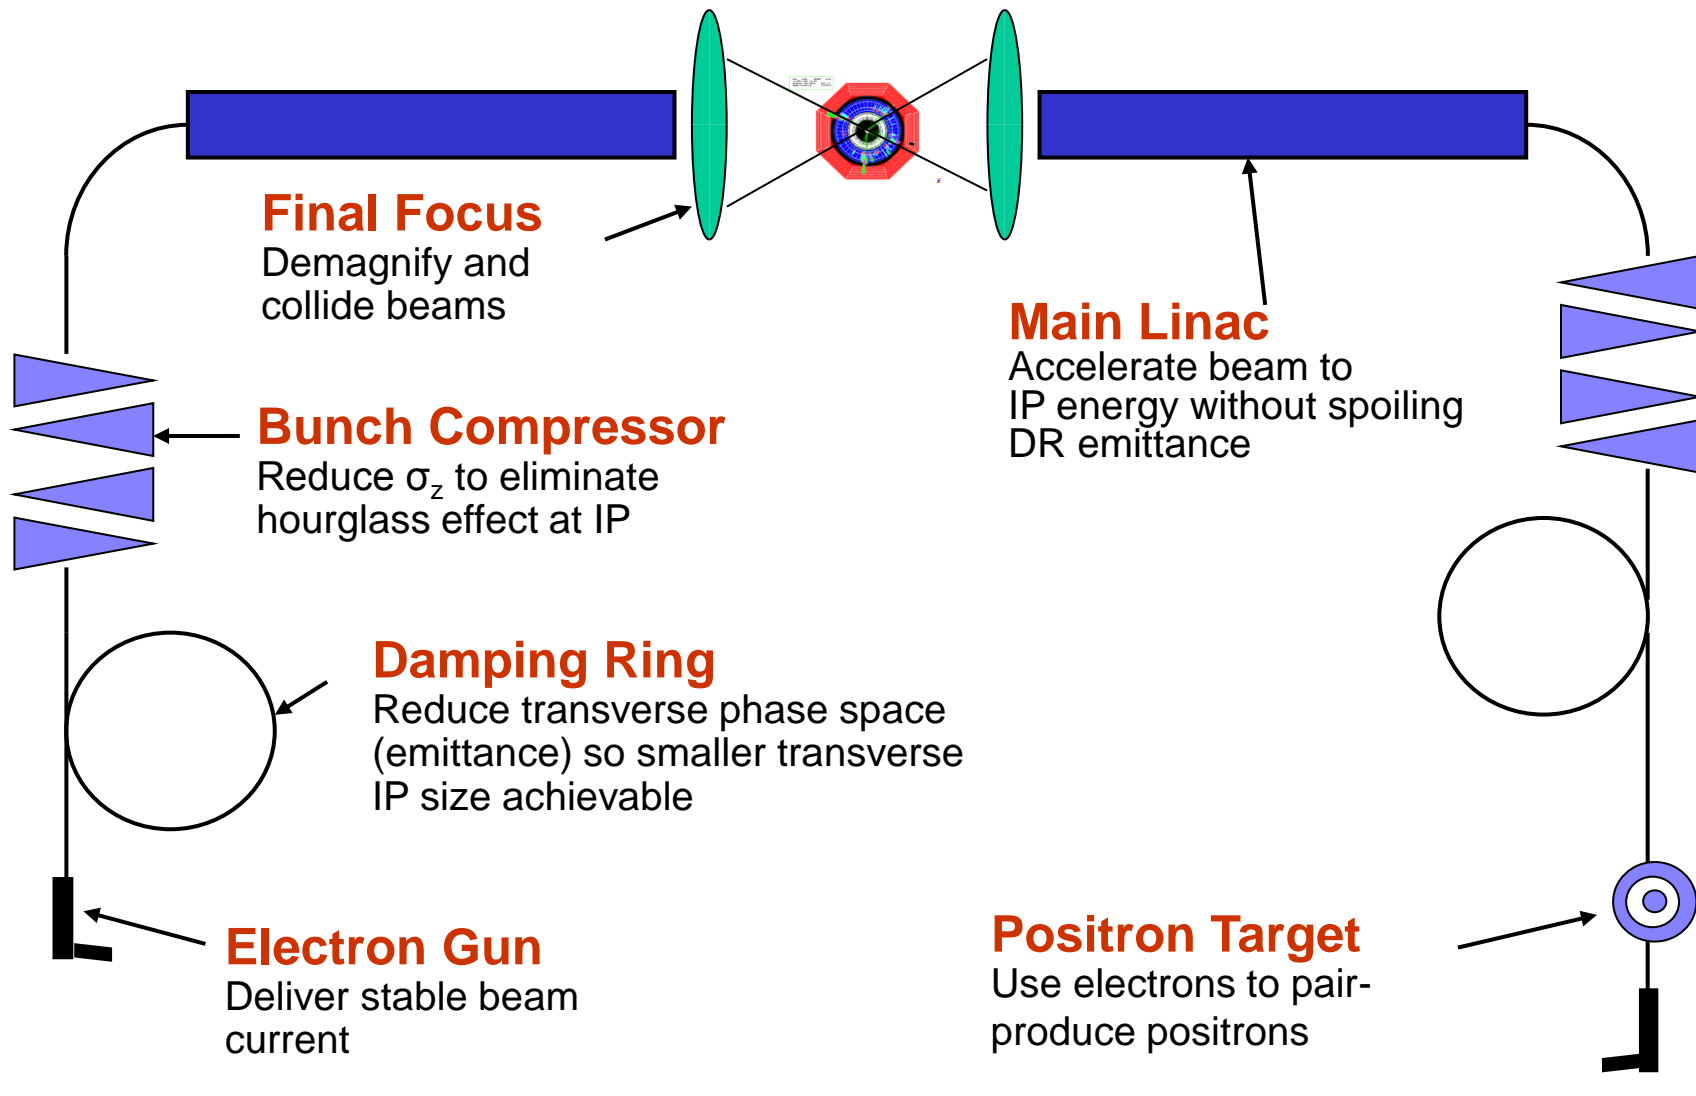 Final Focus
Demagnify and
collide beams
Main Linac
Accelerate beam to
IP energy without spoiling
DR emittance
Bunch Compressor
Reduce σz to eliminate
hourglass effect at IP
Damping Ring
Reduce transverse phase space
(emittance) so smaller transverse
IP size achievable
Electron Gun
Deliver stable beam
current
Positron Target
Use electrons to pair-
produce positrons